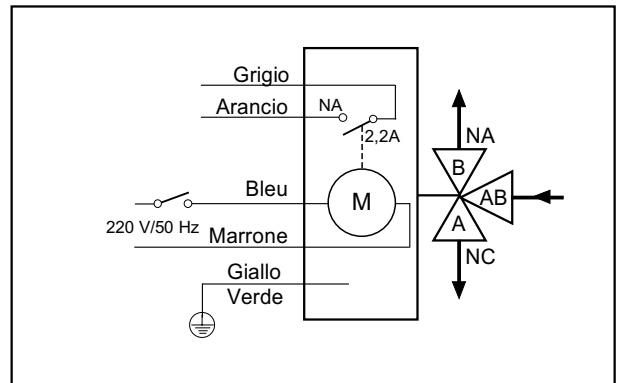 Grigio
Arancio
NA
2,2A
Bleu
M
220 V/50 Hz
Marrone
Giallo
Verde
NA
B
AB
A
NC